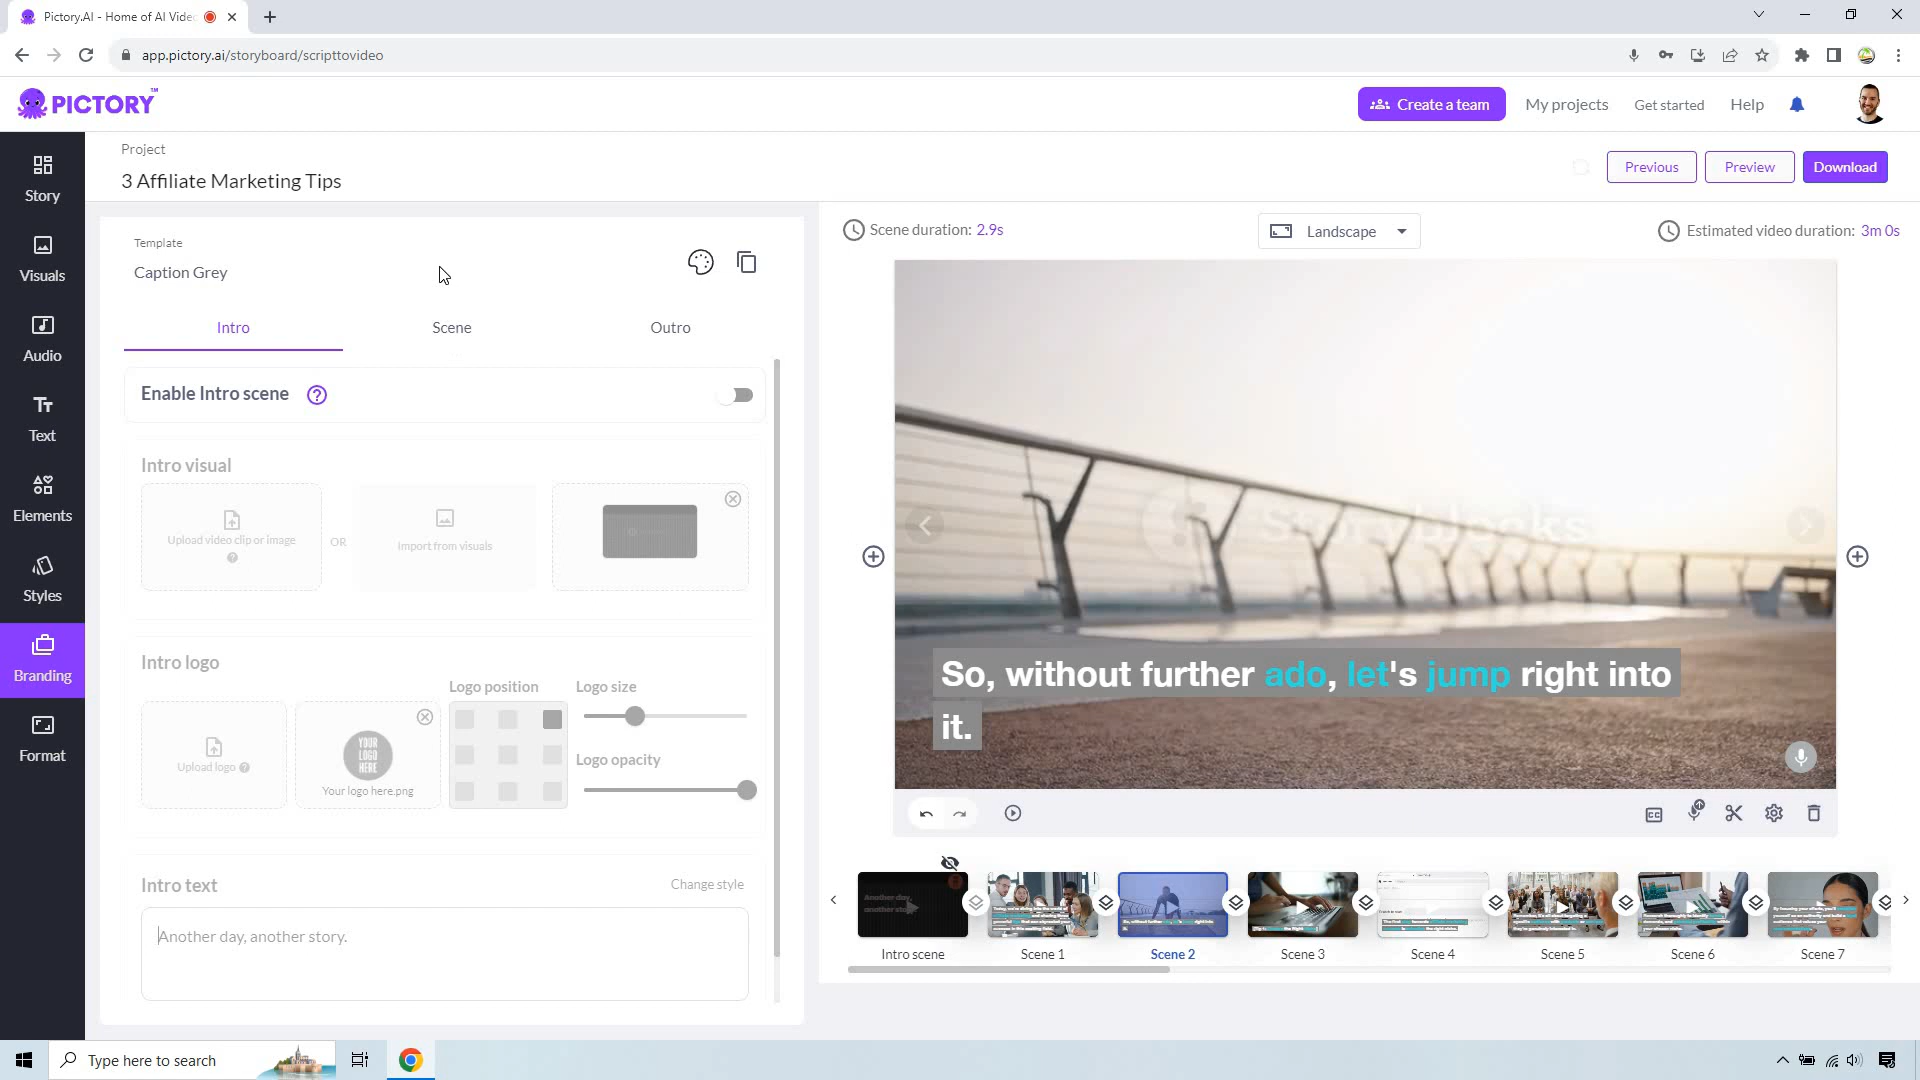 Pictory.AI - Home of AI Vide
app.pictory.ai/storyboard/scripttovideo
PICTORY
Create a team
My projects
Get started
Help
Project
3 Affiliate Marketing Tips
Previous
Preview
Download
Story
Visuals
Audio
Text
Elements
Styles
Branding
Format
Template
Caption Grey
Intro
Scene
Outro
Enable Intro scene
Intro visual
Upload video clip or image
OR
Import from visuals
Intro logo
Logo position
Logo size
Upload logo
YOUR
LOGO
HERE
Your logo here.png
Logo opacity
Intro text
Change style
Another day, another story.
Scene duration: 2.9s
Landscape
Estimated video duration: 3m 0s
Storyblocks
So, without further ado, let's jump right into
it.
CC
Intro scene
Scene 1
Scene 2
Scene 3
Scene 4
Scene 5
Scene 6
Scene 7
Type here to search